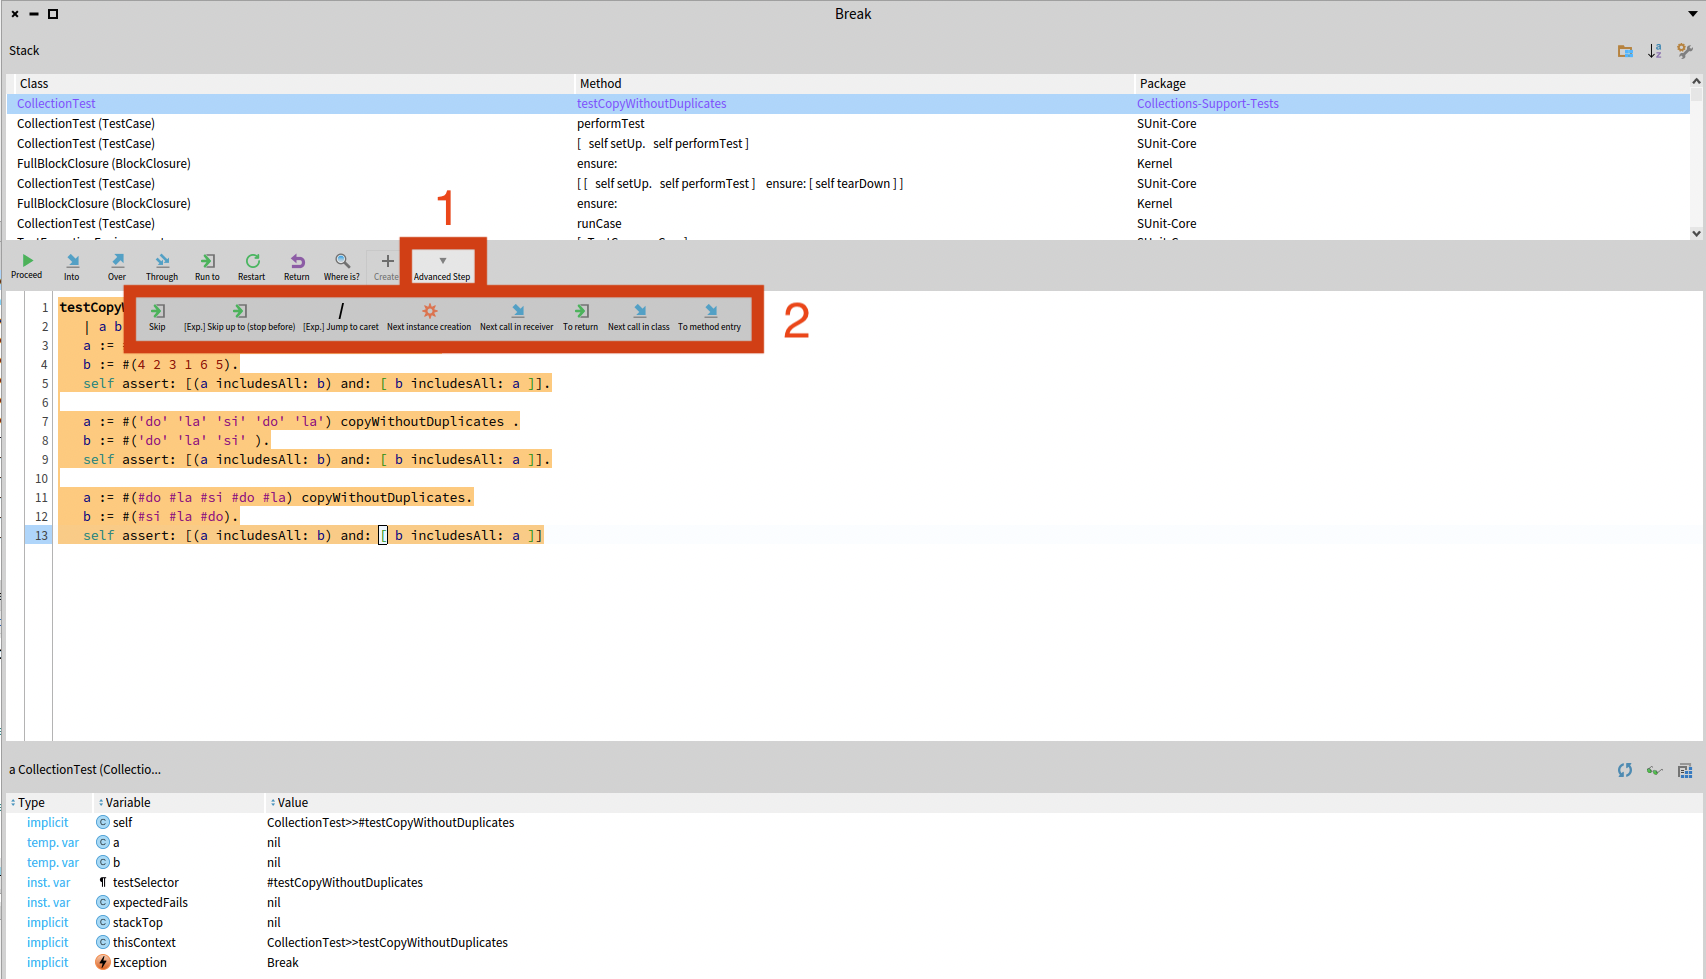 Break
Stack
Class Method Package
CollectionTest testCopyWithoutDuplicates Collections-Support-Tests
CollectionTest (TestCase) performTest SUnit-Core
CollectionTest (TestCase) [ self setUp. self performTest ] SUnit-Core
FullBlockClosure (BlockClosure) ensure: Kernel
CollectionTest (TestCase) [ [ self setUp. self performTest ] ensure: [ self tearDown ] ] SUnit-Core
FullBlockClosure (BlockClosure) ensure: Kernel
CollectionTest (TestCase) runCase SUnit-Core
1
Proceed Into Over Through Run to Restart Return Where is? Create Advanced Step
Skip [Exp.] Skip up to (stop before) [Exp.] Jump to caret Next instance creation Next call in receiver To return Next call in class To method entry
2
1 testCopy
2 | a b
3 a :=
4 b := #(4 2 3 1 6 5).
5 self assert: [(a includesAll: b) and: [ b includesAll: a ]].
6
7 a := #('do' 'la' 'si' 'do' 'la') copyWithoutDuplicates .
8 b := #('do' 'la' 'si' ).
9 self assert: [(a includesAll: b) and: [ b includesAll: a ]].
10
11 a := #(#do #la #si #do #la) copyWithoutDuplicates.
12 b := #(#si #la #do).
13 self assert: [(a includesAll: b) and: [ b includesAll: a ]]
a CollectionTest (Collectio...
Type Variable Value
implicit self CollectionTest>>#testCopyWithoutDuplicates
temp. var a nil
temp. var b nil
inst. var testSelector #testCopyWithoutDuplicates
inst. var expectedFails nil
implicit stackTop nil
implicit thisContext CollectionTest>>testCopyWithoutDuplicates
implicit Exception Break